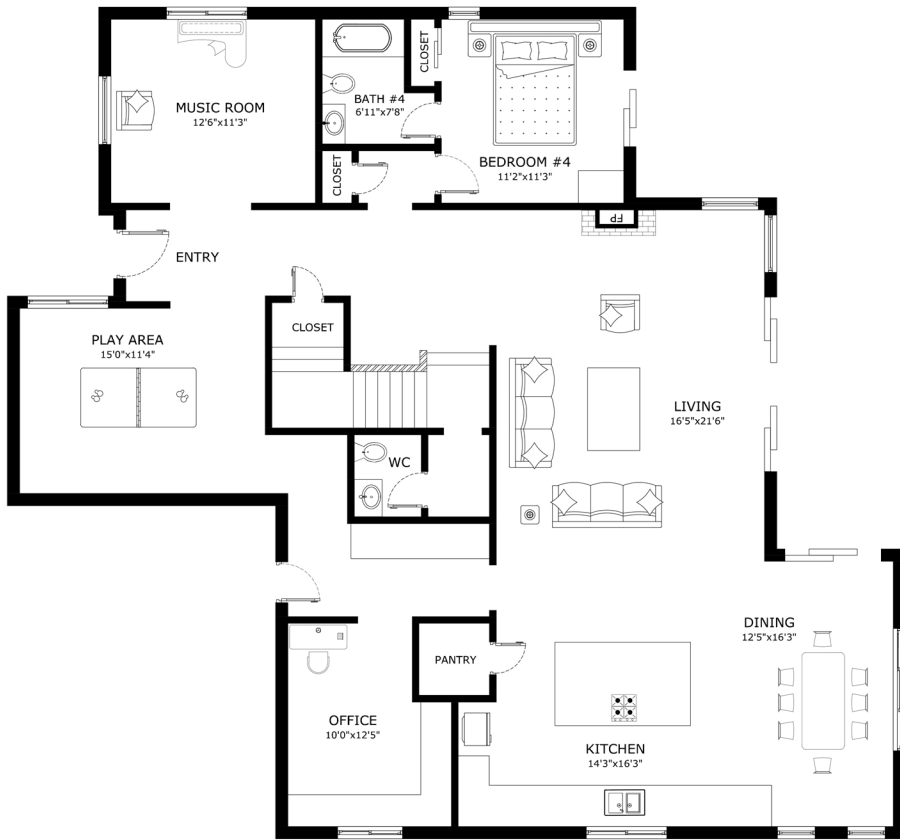 CLOSET
MUSIC ROOM
12'6"x11'3"
BATH #4
6'11"x7'8"
BEDROOM #4
11'2"x11'3"
CLOSET
FP
ENTRY
CLOSET
PLAY AREA
15'0"x11'4"
LIVING
16'5"x21'6"
WC
DINING
12'5"x16'3"
PANTRY
OFFICE
10'0"x12'5"
KITCHEN
14'3"x16'3"